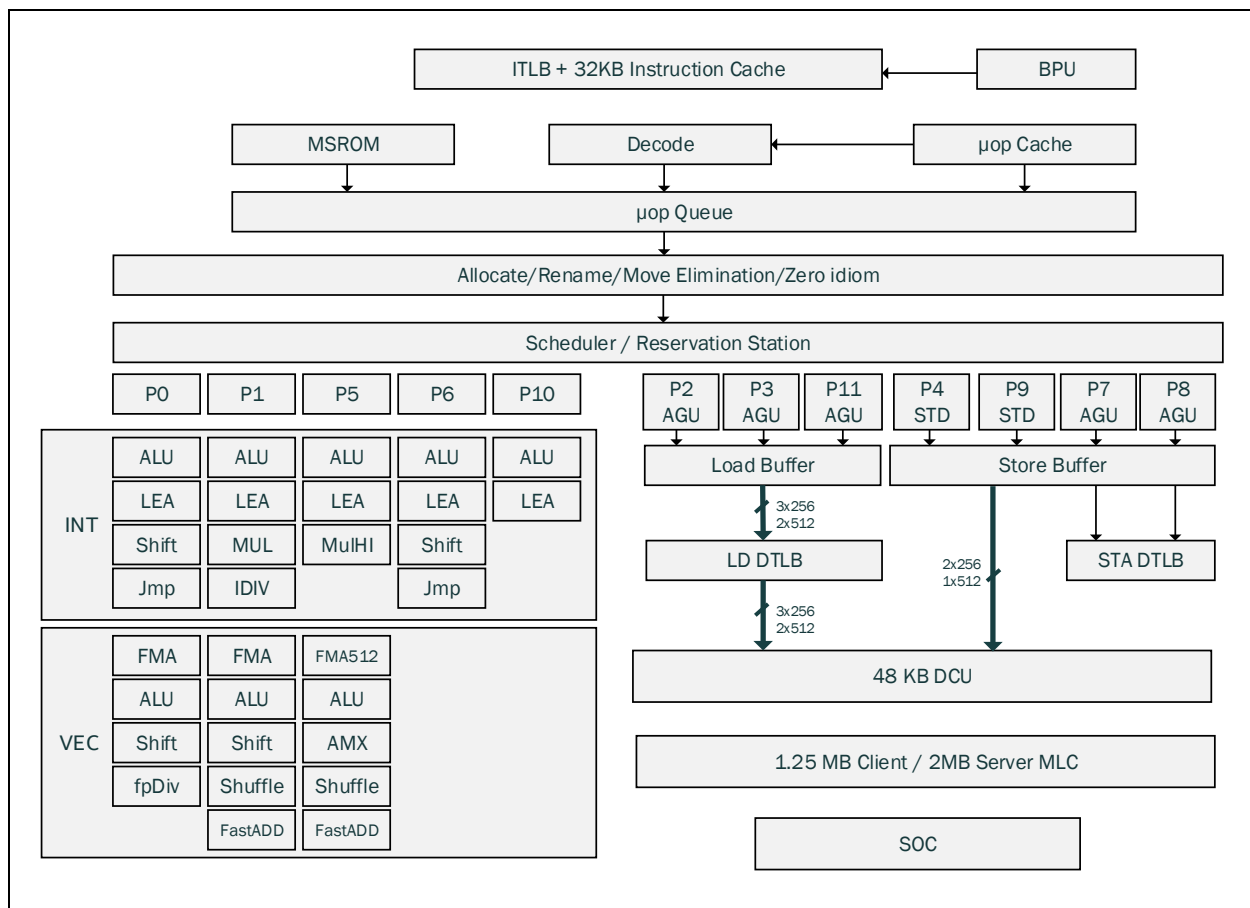 ITLB + 32KB Instruction Cache
BPU
MSROM
Decode
µop Cache
µop Queue
Allocate/Rename/Move Elimination/Zero idiom
Scheduler / Reservation Station
P0
P1
P5
P6
P10
P2
AGU
P3
AGU
P11
AGU
P4
STD
P9
STD
P7
AGU
P8
AGU
INT
ALU
ALU
ALU
ALU
ALU
LEA
LEA
LEA
LEA
LEA
Shift
MUL
MulHI
Shift
Jmp
IDIV
Jmp
VEC
FMA
FMA
FMA512
ALU
ALU
ALU
Shift
Shift
AMX
fpDiv
Shuffle
Shuffle
FastADD
FastADD
Load Buffer
Store Buffer
3x256
2x512
LD DTLB
2x256
1x512
STA DTLB
3x256
2x512
48 KB DCU
1.25 MB Client / 2MB Server MLC
SOC